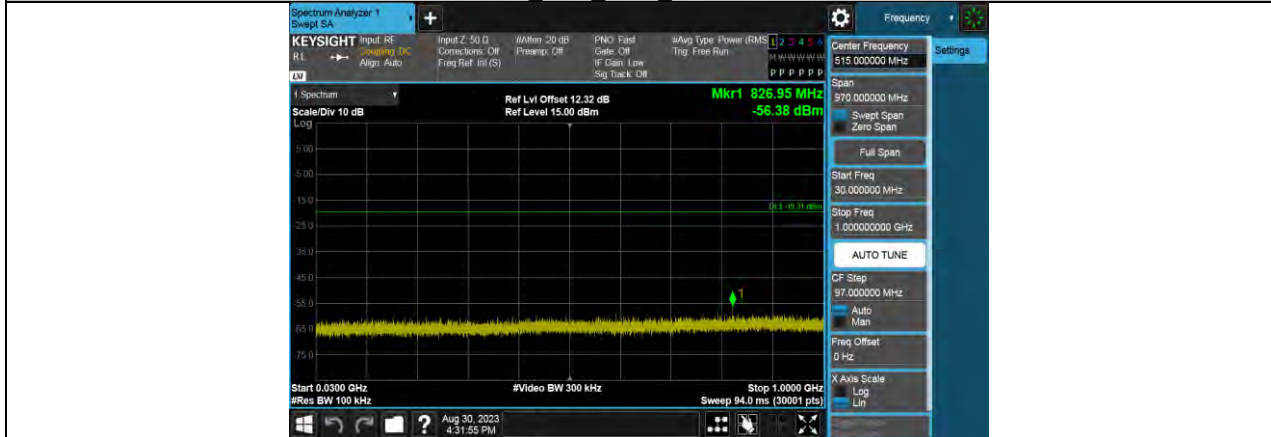 Spectrum Analyzer 1
Swept SA
+
Frequency
KEYSIGHT
RL
LXI
Input: RF
Coupling: DC
Align: Auto
Input Z: 50 Ω
Corrections: Off
Freq Ref: Int (S)
#Atten: 20 dB
Preamp: Off
PNO: Fast
Gate: Off
IF Gain: Low
Sig Track: Off
#Avg Type: Power (RMS
Trig: Free Run
1 2 3 4 5 6
M W W W W W
P P P P P P
1 Spectrum
Scale/Div 10 dB
Log
Ref Lvl Offset 12.32 dB
Ref Level 15.00 dBm
Mkr1 826.95 MHz
-56.38 dBm
5.00
-5.00
-15.0
-25.0
-35.0
-45.0
-55.0
-65.0
-75.0
1
Start 0.0300 GHz
#Res BW 100 kHz
#Video BW 300 kHz
Stop 1.0000 GHz
Sweep 94.0 ms (30001 pts)
Center Frequency
515.000000 MHz
Settings
Span
970.000000 MHz
Swept Span
Zero Span
Full Span
Start Freq
30.000000 MHz
Stop Freq
1.000000000 GHz
AUTO TUNE
CF Step
97.000000 MHz
Auto
Man
Freq Offset
0 Hz
X Axis Scale
Log
Lin
?
Aug 30, 2023
4:31:55 PM